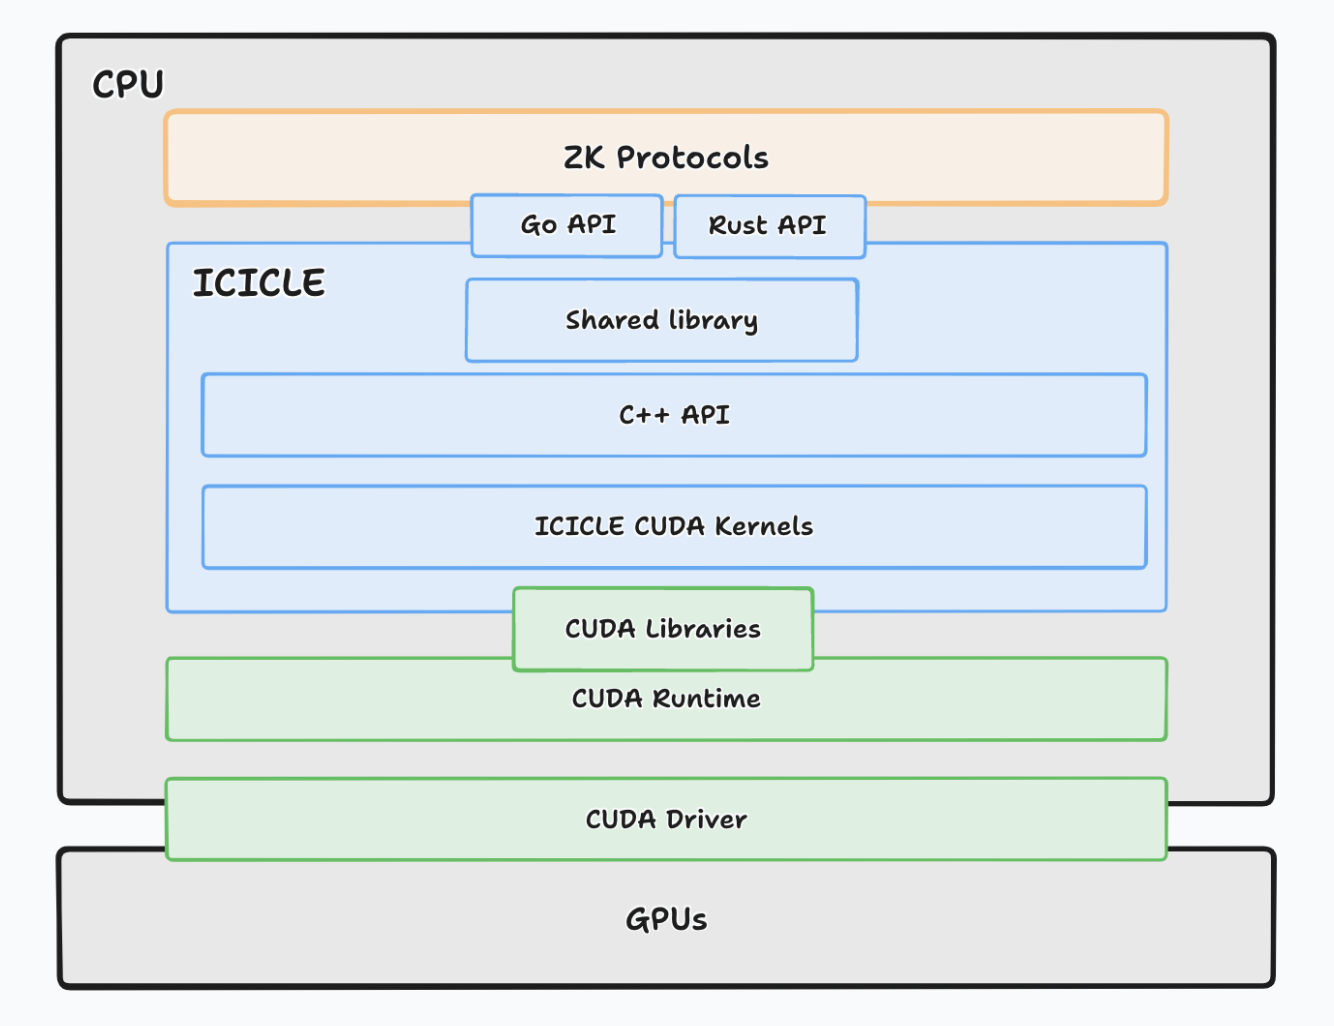 CPU
ZK Protocols
Go API
Rust API
ICICLE
Shared library
C++ API
ICICLE CUDA Kernels
CUDA Libraries
CUDA Runtime
CUDA Driver
GPUs